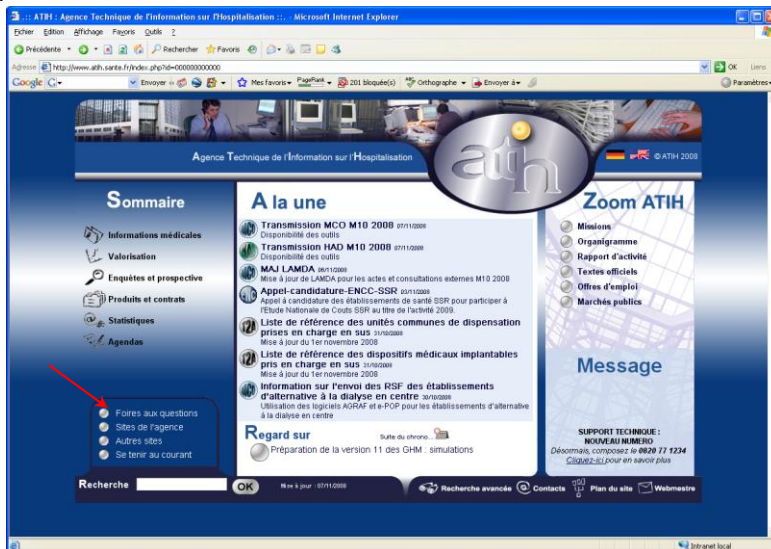 .:: ATIH : Agence Technique de l'Information sur l'Hospitalisation ::. - Microsoft Internet Explorer
Fichier Edition Affichage Favoris Outils ?
Précédente Rechercher Favoris
Adresse http://www.atih.sante.fr/index.php?id=000000000000 OK Liens
Google G Envoyer à Mes favoris PageRank 201 bloquée(s) Orthographe Envoyer à Paramètres
Agence Technique de l'Information sur l'Hospitalisation
atih
© ATIH 2008
Sommaire
Informations médicales
Valorisation
Enquêtes et prospective
Produits et contrats
Statistiques
Agendas
Foires aux questions
Sites de l'agence
Autres sites
Se tenir au courant
A la une
Transmission MCO M10 2008 07/11/2008
Disponibilité des outils
Transmission HAD M10 2008 07/11/2008
Disponibilité des outils
MAJ LAMDA 06/11/2008
Mise à jour de LAMDA pour les actes et consultations externes M10 2008
Appel-candidature-ENCC-SSR 03/11/2008
Appel à candidature des établissements de santé SSR pour participer à
l'Etude Nationale de Couts SSR au titre de l'activité 2009.
Liste de référence des unités communes de dispensation
prises en charge en sus 31/10/2008
Mise à jour du 1er novembre 2008
Liste de référence des dispositifs médicaux implantables
pris en charge en sus 31/10/2008
Mise à jour du 1er novembre 2008
Information sur l'envoi des RSF des établissements
d'alternative à la dialyse en centre 30/10/2008
Utilisation des logiciels AGRAF et e-POP pour les établissements d'alternative
à la dialyse en centre
Regard sur Suite du chrono...
Préparation de la version 11 des GHM : simulations
Zoom ATIH
Missions
Organigramme
Rapport d'activité
Textes officiels
Offres d'emploi
Marchés publics
Message
SUPPORT TECHNIQUE :
NOUVEAU NUMERO
Désormais, composez le 0820 77 1234
Cliquez-ici pour en savoir plus
Recherche OK Mise à jour : 07/11/2008 Recherche avancée Contacts Plan du site Webmestre
Intranet local